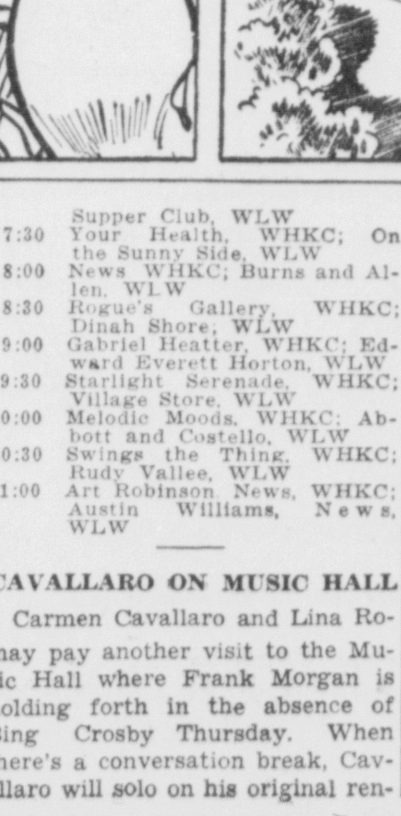 Supper Club, WLW
7:30 Your Health, WHKC; On
the Sunny Side, WLW
8:00 News WHKC; Burns and Al-
len, WLW
8:30 Rogue's Gallery, WHKC;
Dinah Shore, WLW
9:00 Gabriel Heatter, WHKC; Ed-
ward Everett Horton, WLW
9:30 Starlight Serenade, WHKC;
Village Store, WLW
0:00 Melodic Moods, WHKC; Ab-
bott and Costello, WLW
0:30 Swings the Thing, WHKC;
Rudy Vallee, WLW
1:00 Art Robinson News, WHKC;
Austin Williams, News,
WLW
CAVALLARO ON MUSIC HALL
Carmen Cavallaro and Lina Ro-
may pay another visit to the Mu-
ic Hall where Frank Morgan is
olding forth in the absence of
Bing Crosby Thursday. When
here's a conversation break, Cav-
llaro will solo on his original ren-